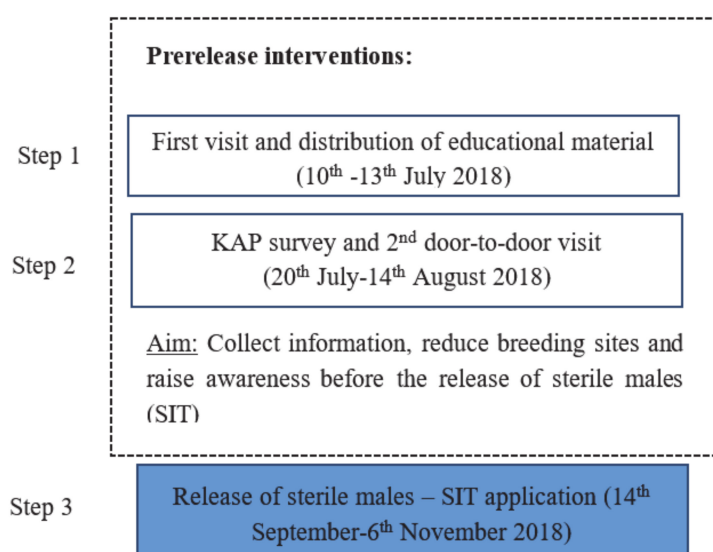 Prerelease interventions:
Step 1
First visit and distribution of educational material
(10th -13th July 2018)
Step 2
KAP survey and 2nd door-to-door visit
(20th July-14th August 2018)
Aim: Collect information, reduce breeding sites and
raise awareness before the release of sterile males
(SIT)
Step 3
Release of sterile males – SIT application (14th
September-6th November 2018)